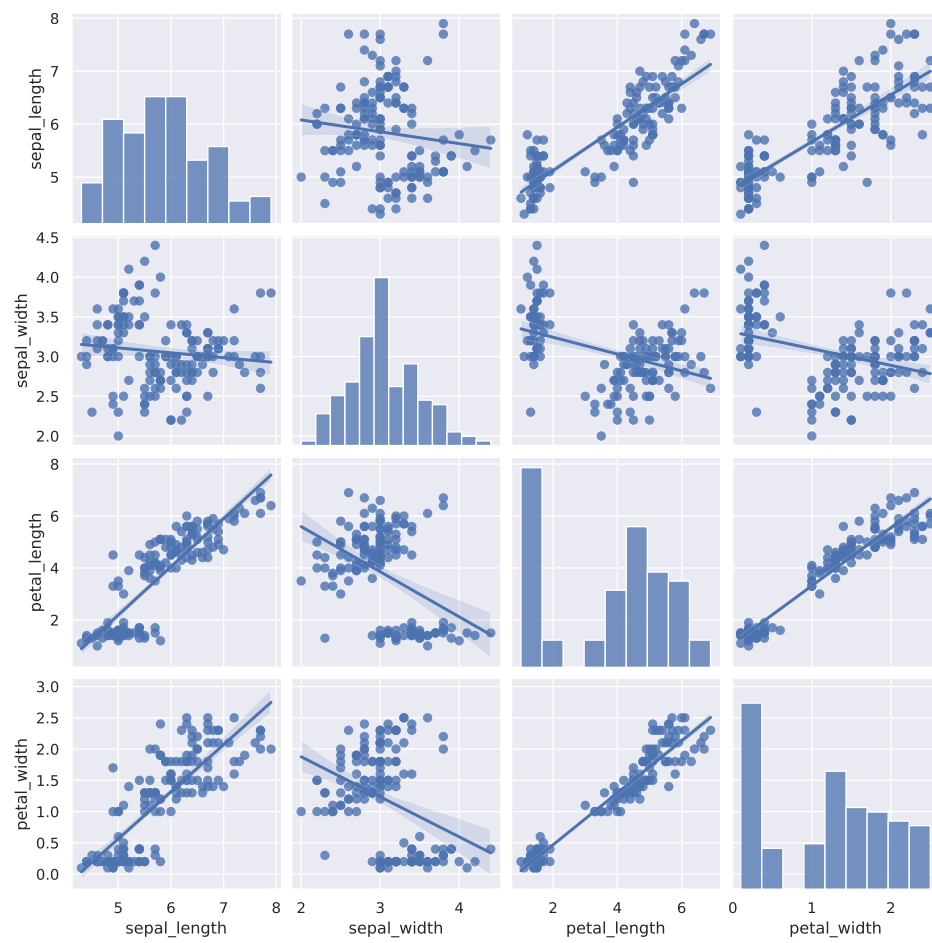 8
7
6
5
sepal_length
4.5
4.0
3.5
3.0
2.5
2.0
sepal_width
8
6
4
2
petal_length
3.0
2.5
2.0
1.5
1.0
0.5
0.0
petal_width
5 6 7 8
sepal_length
2 3 4
sepal_width
2 4 6
petal_length
0 1 2
petal_width